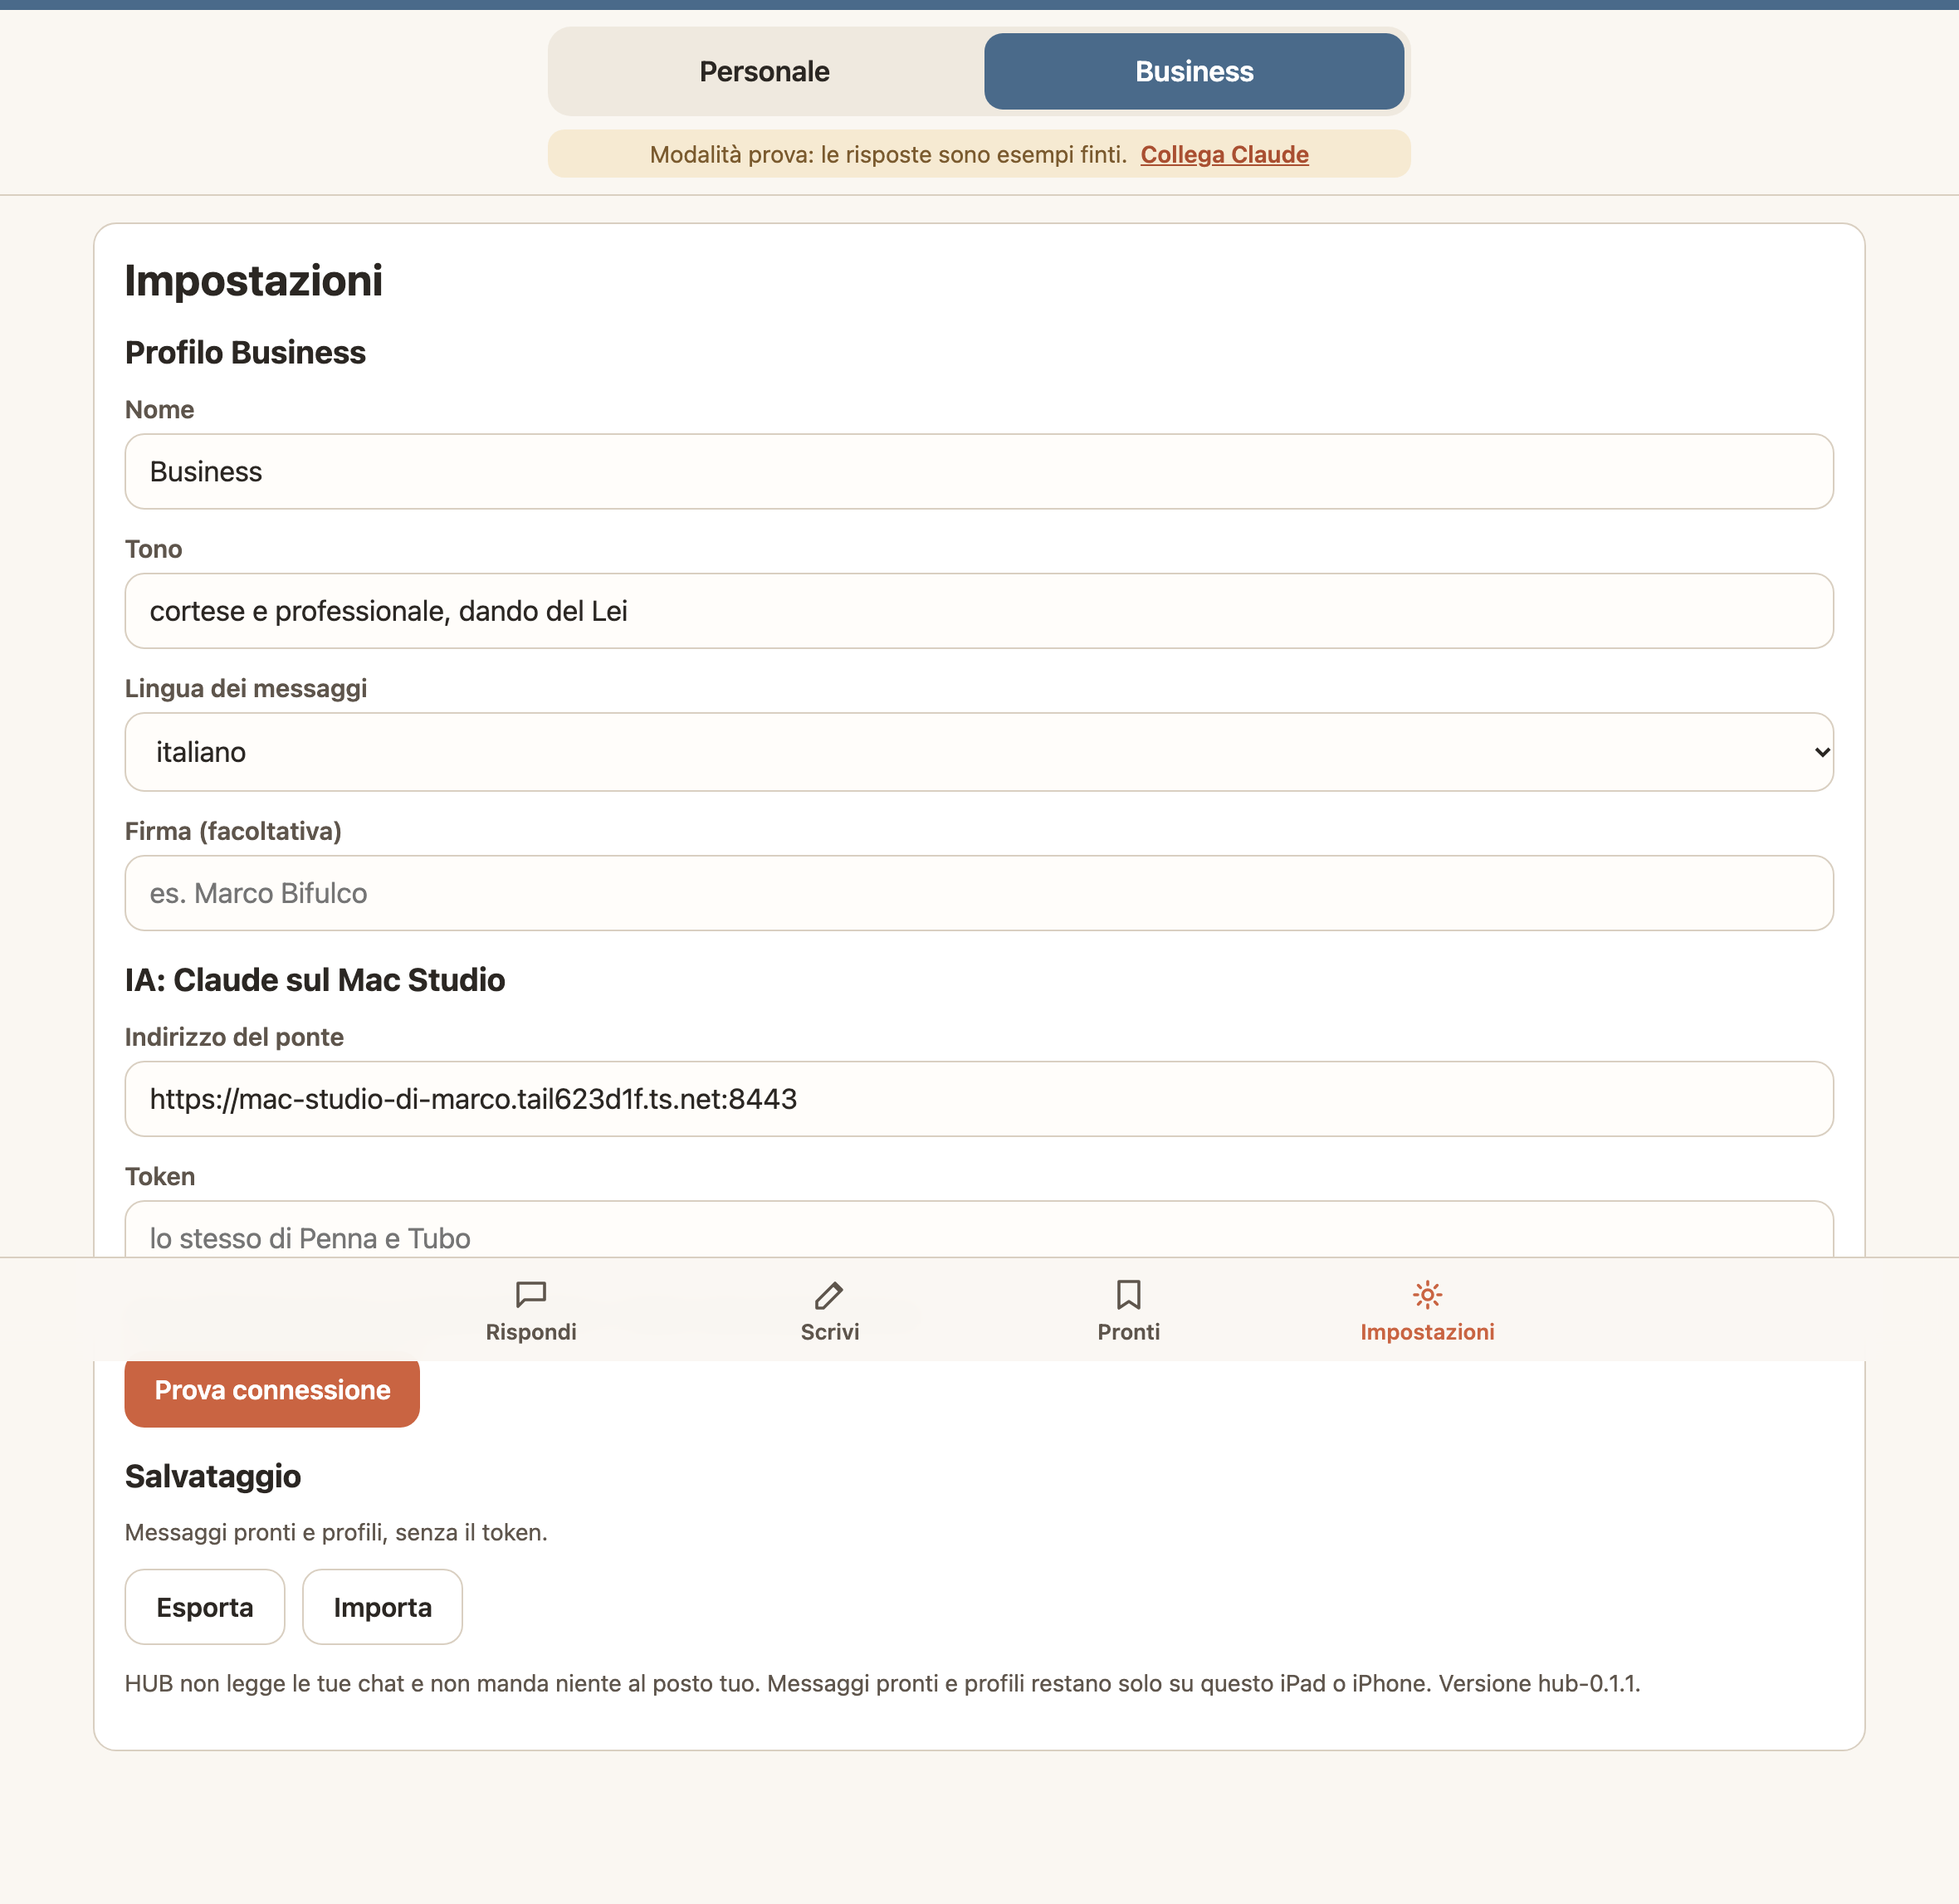 Personale
Business
Modalità prova: le risposte sono esempi finti. Collega Claude
Impostazioni
Profilo Business
Nome
Business
Tono
cortese e professionale, dando del Lei
Lingua dei messaggi
italiano
Firma (facoltativa)
es. Marco Bifulco
IA: Claude sul Mac Studio
Indirizzo del ponte
https://mac-studio-di-marco.tail623d1f.ts.net:8443
Token
lo stesso di Penna e Tubo
Rispondi
Scrivi
Pronti
Impostazioni
Prova connessione
Salvataggio
Messaggi pronti e profili, senza il token.
Esporta
Importa
HUB non legge le tue chat e non manda niente al posto tuo. Messaggi pronti e profili restano solo su questo iPad o iPhone. Versione hub-0.1.1.